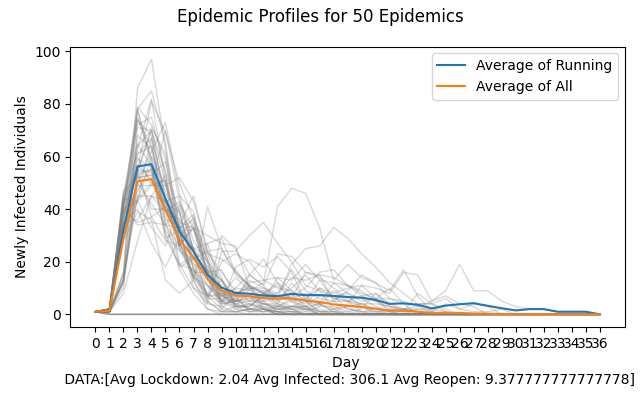 Epidemic Profiles for 50 Epidemics
100
80
60
40
20
0
Newly Infected Individuals
Average of Running
Average of All
0 1 2 3 4 5 6 7 8 9 10 11 12 13 14 15 16 17 18 19 20 21 22 23 24 25 26 27 28 29 30 31 32 33 34 35 36
Day
DATA:[Avg Lockdown: 2.04 Avg Infected: 306.1 Avg Reopen: 9.377777777777778]